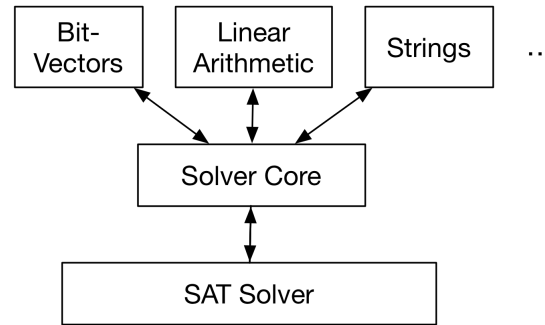 Bit-
Vectors
Linear
Arithmetic
Strings
..
Solver Core
SAT Solver